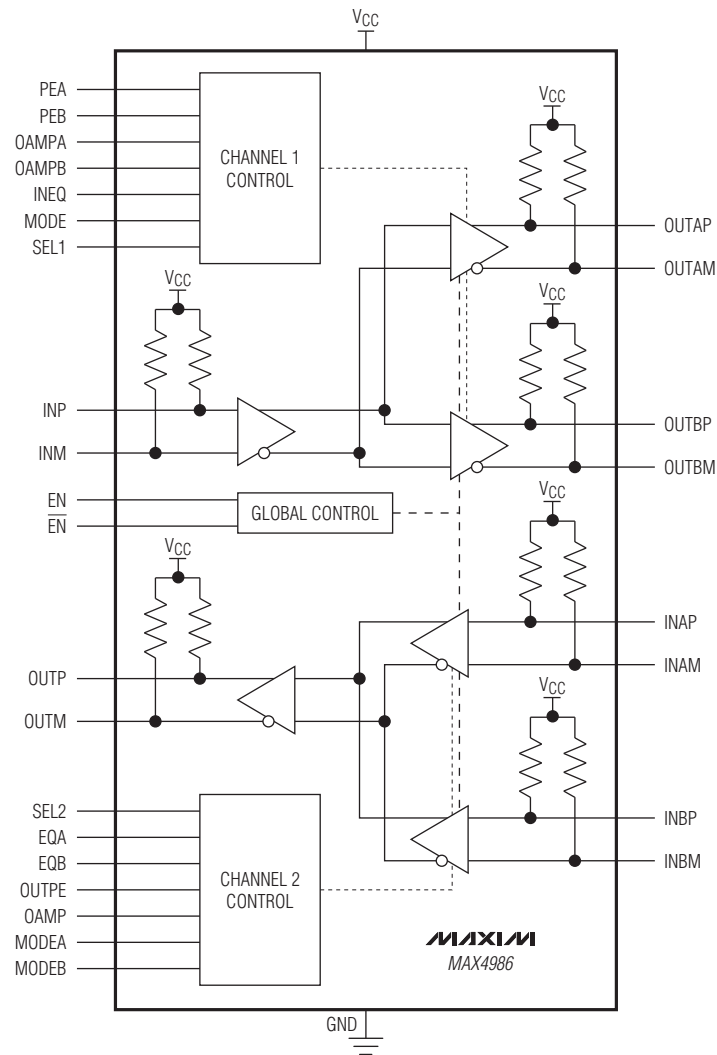 VCC
PEA
PEB
OAMPA
OAMPB
INEQ
MODE
SEL1
CHANNEL 1
CONTROL
VCC
OUTAP
OUTAM
VCC
INP
INM
VCC
OUTBP
OUTBM
EN
EN
GLOBAL CONTROL
VCC
INAP
INAM
VCC
OUTP
OUTM
VCC
INBP
INBM
SEL2
EQA
EQB
OUTPE
OAMP
MODEA
MODEB
CHANNEL 2
CONTROL
MAXIM
MAX4986
GND